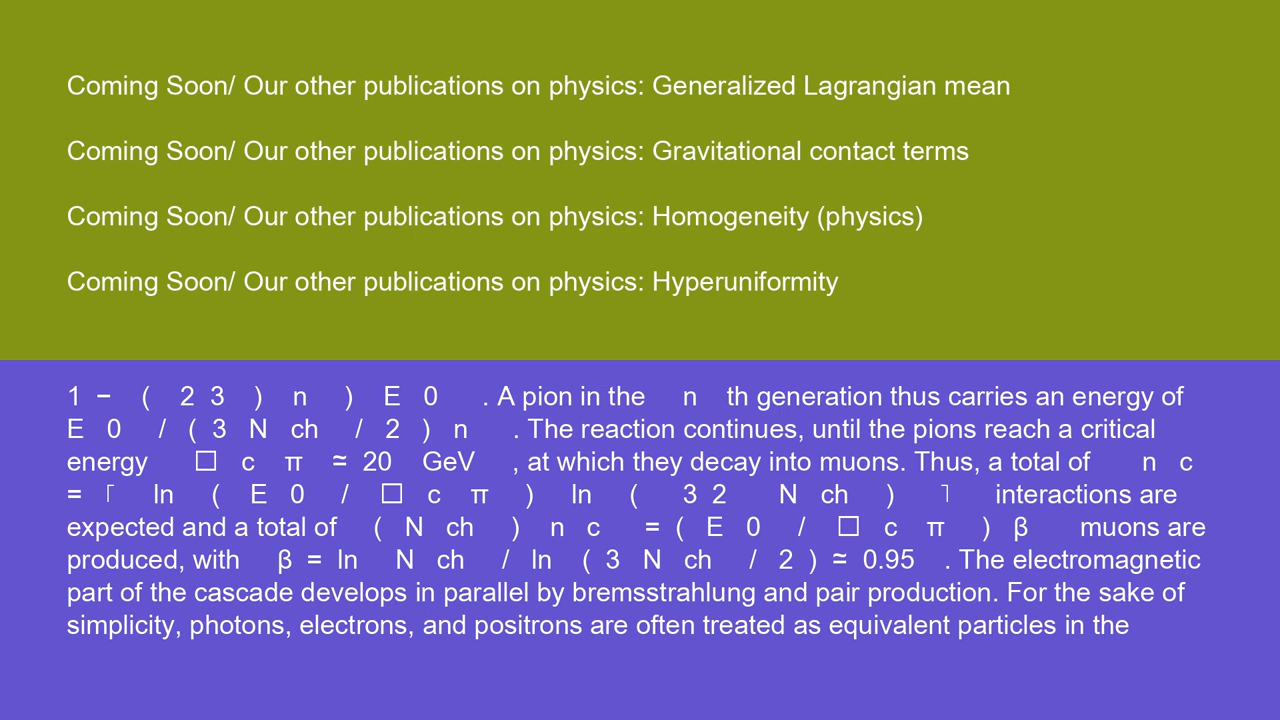 Coming Soon/ Our other publications on physics: Generalized Lagrangian mean
Coming Soon/ Our other publications on physics: Gravitational contact terms
Coming Soon/ Our other publications on physics: Homogeneity (physics)
Coming Soon/ Our other publications on physics: Hyperuniformity
1 − ( 2 3 ) n ) E 0 . A pion in the n th generation thus carries an energy of
E 0 / ( 3 N ch / 2 ) n . The reaction continues, until the pions reach a critical
energy □ c π ≃ 20 GeV , at which they decay into muons. Thus, a total of n c
= ⌈ ln ( E 0 / □ c π ) ln ( 3 2 N ch ) ⌉ interactions are
expected and a total of ( N ch ) n c = ( E 0 / □ c π ) β muons are
produced, with β = ln N ch / ln ( 3 N ch / 2 ) ≃ 0.95 . The electromagnetic
part of the cascade develops in parallel by bremsstrahlung and pair production. For the sake of
simplicity, photons, electrons, and positrons are often treated as equivalent particles in the